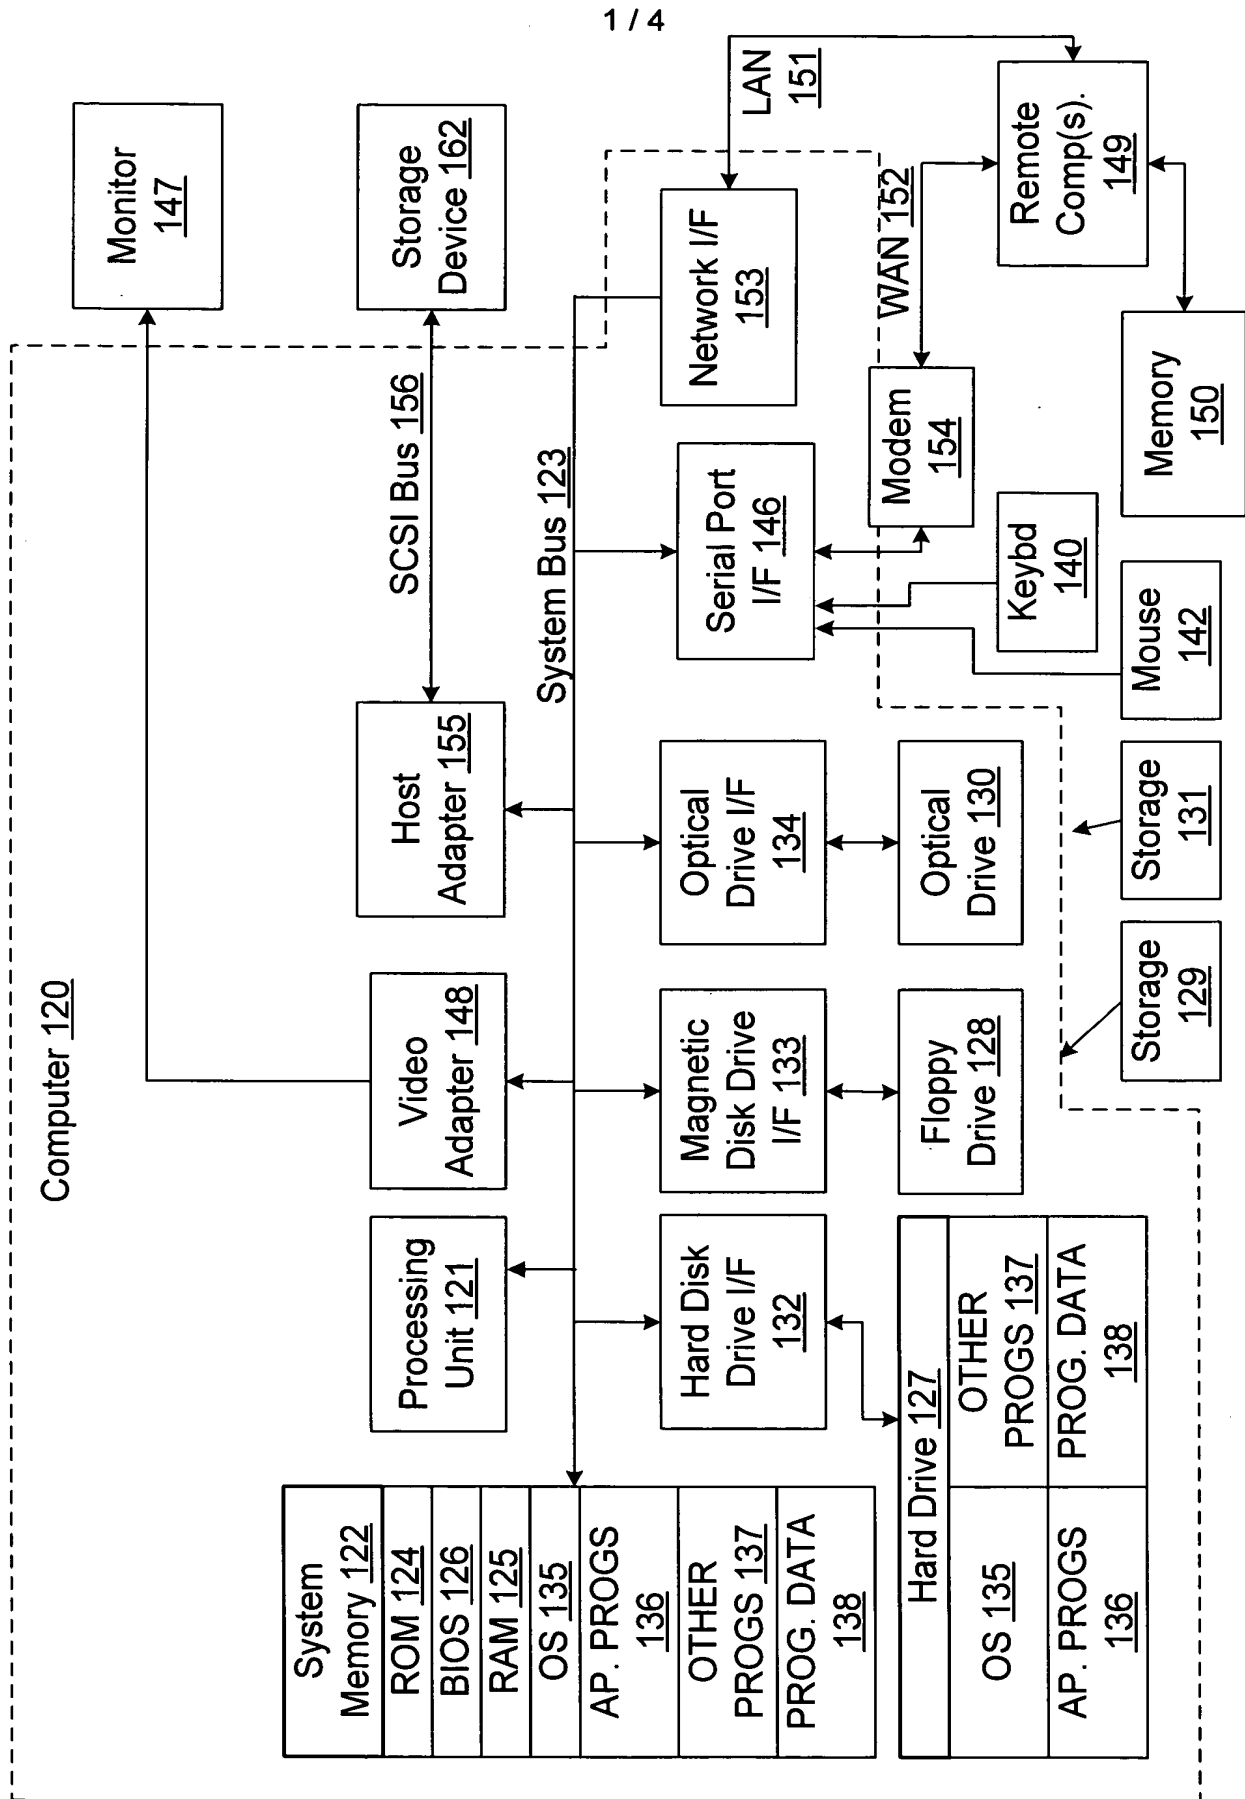 1 / 4
Computer 120
Monitor
147
Storage
Device 162
SCSI Bus 156
Host
Adapter 155
Video
Adapter 148
Processing
Unit 121
System Bus 123
System
Memory 122
ROM 124
BIOS 126
RAM 125
OS 135
AP. PROGS
136
OTHER
PROGS 137
PROG. DATA
138
Hard Disk
Drive I/F
132
Magnetic
Disk Drive
I/F 133
Optical
Drive I/F
134
Serial Port
I/F 146
Network I/F
153
LAN
151
Hard Drive 127
OS 135
OTHER
PROGS 137
AP. PROGS
136
PROG. DATA
138
Floppy
Drive 128
Optical
Drive 130
Modem
154
WAN 152
Remote
Comp(s).
149
Keybd
140
Storage
129
Storage
131
Mouse
142
Memory
150